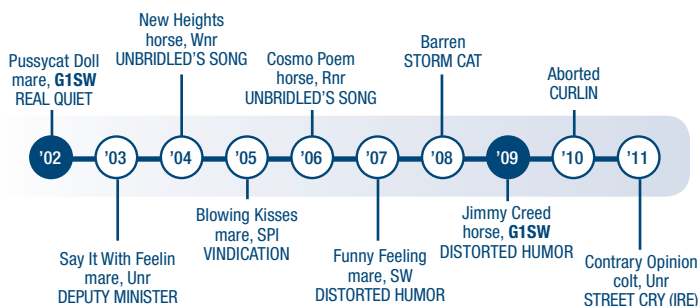 Pussycat Doll
mare, G1SW
REAL QUIET
New Heights
horse, Wnr
UNBRIDLED'S SONG
Cosmo Poem
horse, Rnr
UNBRIDLED'S SONG
Barren
STORM CAT
Aborted
CURLIN
'02
'03
'04
'05
'06
'07
'08
'09
'10
'11
Say It With Feelin
mare, Unr
DEPUTY MINISTER
Blowing Kisses
mare, SPI
VINDICATION
Funny Feeling
mare, SW
DISTORTED HUMOR
Jimmy Creed
horse, G1SW
DISTORTED HUMOR
Contrary Opinion
colt, Unr
STREET CRY (IRE)